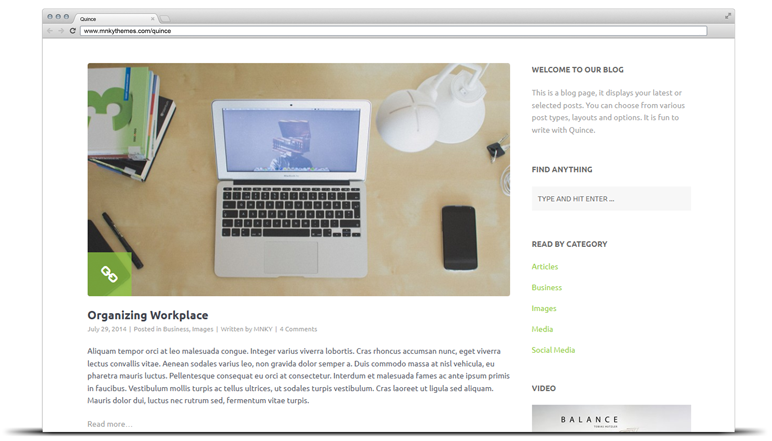 Quince
www.mnkythemes.com/quince
3
Organizing Workplace
July 29, 2014 | Posted in Business, Images | Written by MNKY | 4 Comments
Aliquam tempor orci at leo malesuada congue. Integer varius viverra lobortis. Cras rhoncus accumsan nunc, eget viverra
lectus convallis vitae. Aenean sodales varius leo, non gravida dolor semper a. Duis commodo massa at nisl vehicula, eu
pharetra mauris luctus. Pellentesque consequat eu orci at consectetur. Interdum et malesuada fames ac ante ipsum primis
in faucibus. Vestibulum mollis turpis ac tellus ultrices, ut sodales turpis vestibulum. Cras laoreet ut ligula sed aliquam.
Mauris dolor dui, luctus nec rutrum sed, fermentum vitae turpis.
Read more...
WELCOME TO OUR BLOG
This is a blog page, it displays your latest or
selected posts. You can choose from various
post types, layouts and options. It is fun to
write with Quince.
FIND ANYTHING
TYPE AND HIT ENTER ...
READ BY CATEGORY
Articles
Business
Images
Media
Social Media
VIDEO
BALANCE